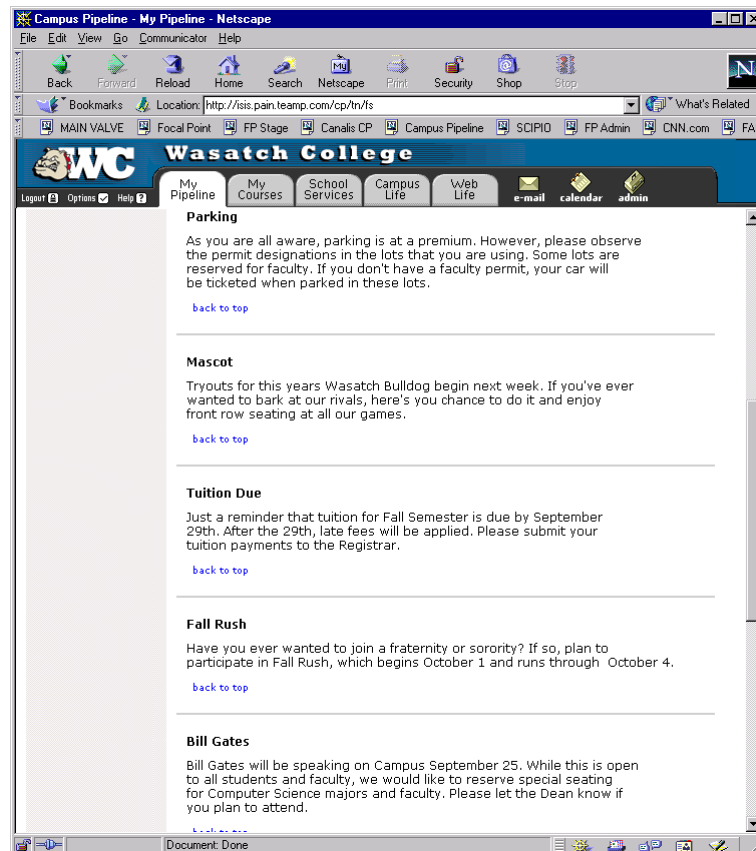 Campus Pipeline - My Pipeline - Netscape
File Edit View Go Communicator Help
Back Forward Reload Home Search Netscape Print Security Shop Stop
My
N
Bookmarks Location: http://isis.pain.teamp.com/cp/tn/fs What's Related
MAIN VALVE Focal Point FP Stage Canalis CP Campus Pipeline SCIPIO FP Admin CNN.com FA
WC Wasatch College
Logout Options Help
My Pipeline My Courses School Services Campus Life Web Life e-mail calendar admin
Parking
As you are all aware, parking is at a premium. However, please observe
the permit designations in the lots that you are using. Some lots are
reserved for faculty. If you don't have a faculty permit, your car will
be ticketed when parked in these lots.
back to top
Mascot
Tryouts for this years Wasatch Bulldog begin next week. If you've ever
wanted to bark at our rivals, here's you chance to do it and enjoy
front row seating at all our games.
back to top
Tuition Due
Just a reminder that tuition for Fall Semester is due by September
29th. After the 29th, late fees will be applied. Please submit your
tuition payments to the Registrar.
back to top
Fall Rush
Have you ever wanted to join a fraternity or sorority? If so, plan to
participate in Fall Rush, which begins October 1 and runs through October 4.
back to top
Bill Gates
Bill Gates will be speaking on Campus September 25. While this is open
to all students and faculty, we would like to reserve special seating
for Computer Science majors and faculty. Please let the Dean know if
you plan to attend.
back to top
Document: Done